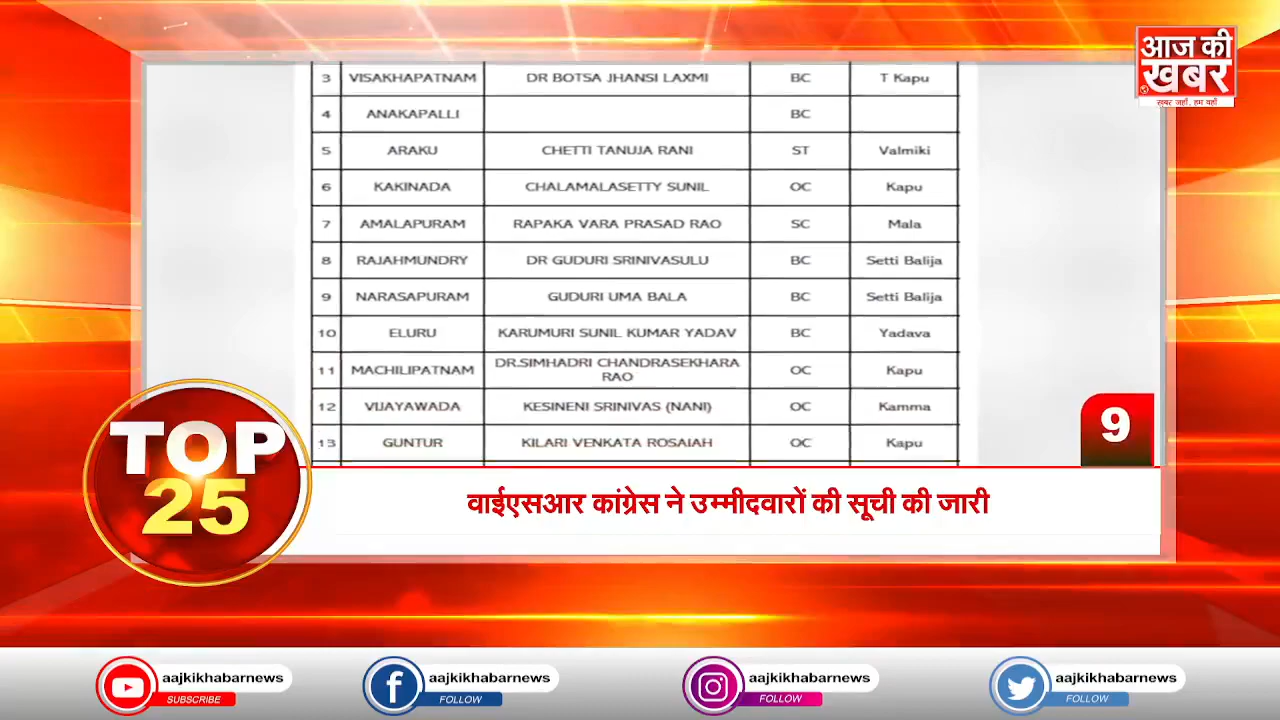 आज की
खबर
ख़बर जहाँ, हम वहाँ
3 VISAKHAPATNAM DR BOTSA JHANSI LAXMI BC T Kapu
4 ANAKAPALLI BC
5 ARAKU CHETTI TANUJA RANI ST Valmiki
6 KAKINADA CHALAMALASETTY SUNIL OC Kapu
7 AMALAPURAM RAPAKA VARA PRASAD RAO SC Mala
8 RAJAHMUNDRY DR GUDURI SRINIVASULU BC Setti Balija
9 NARASAPURAM GUDURI UMA BALA BC Setti Balija
10 ELURU KARUMURI SUNIL KUMAR YADAV BC Yadava
11 MACHILIPATNAM DR.SIMHADRI CHANDRASEKHARA RAO OC Kapu
12 VIJAYAWADA KESINENI SRINIVAS (NANI) OC Kamma
13 GUNTUR KILARI VENKATA ROSAIAH OC Kapu
9
TOP
25
वाईएसआर कांग्रेस ने उम्मीदवारों की सूची की जारी
aajkikhabarnews
SUBSCRIBE
aajkikhabarnews
FOLLOW
aajkikhabarnews
FOLLOW
aajkikhabarnews
FOLLOW